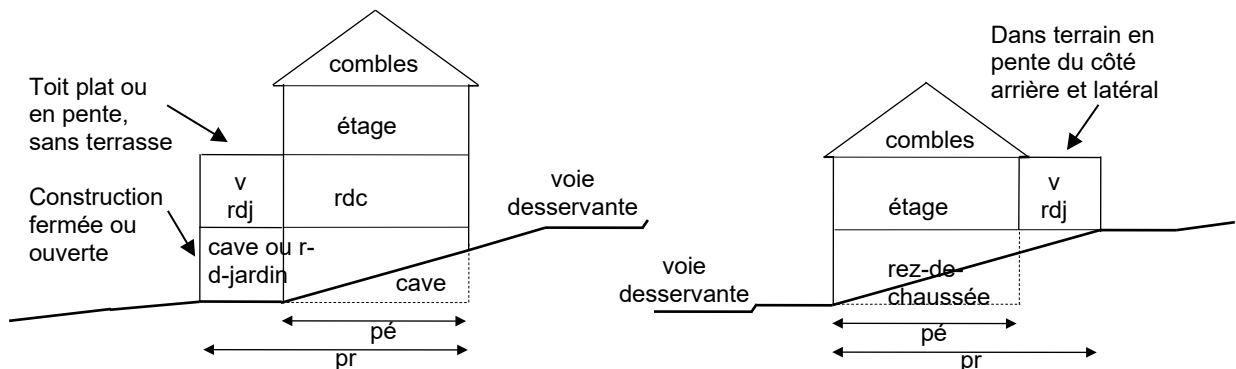 combles
Toit plat ou
en pente,
sans terrasse
étage
v
rdj
rdc
Construction
fermée ou
ouverte
voie
desservante
cave ou r-
d-jardin
cave
pé
pr
Dans terrain en
pente du côté
arrière et latéral
combles
v
rdj
étage
voie
desservante
rez-de-
chaussée
pé
pr